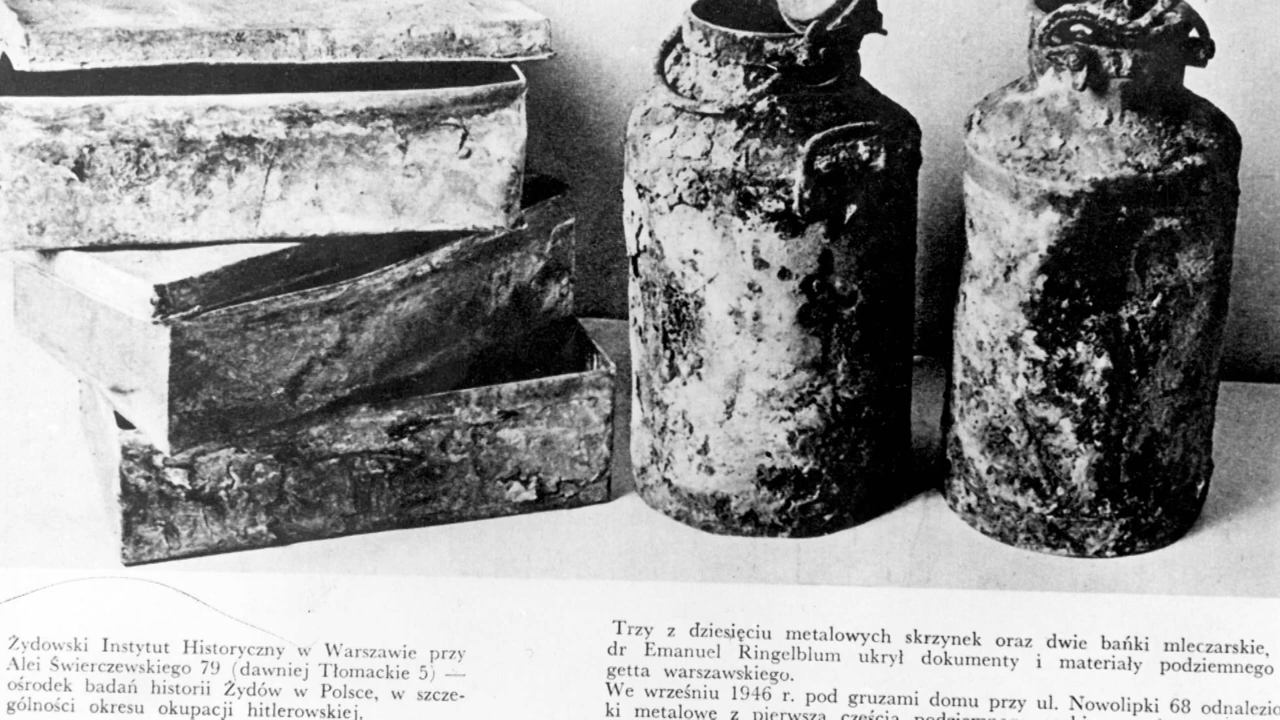 Żydowski Instytut Historyczny w Warszawie przy
Alei Świerczewskiego 79 (dawniej Tłomackie 5) —
ośrodek badań historii Żydów w Polsce, w szcze-
gólności okresu okupacji hitlerowskiej.
Trzy z dziesięciu metalowych skrzynek oraz dwie bańki mleczarskie,
dr Emanuel Ringelblum ukrył dokumenty i materiały podziemnego
getta warszawskiego.
We wrześniu 1946 r. pod gruzami domu przy ul. Nowolipki 68 odnalezio
ki metalowe z pierwszą częścią